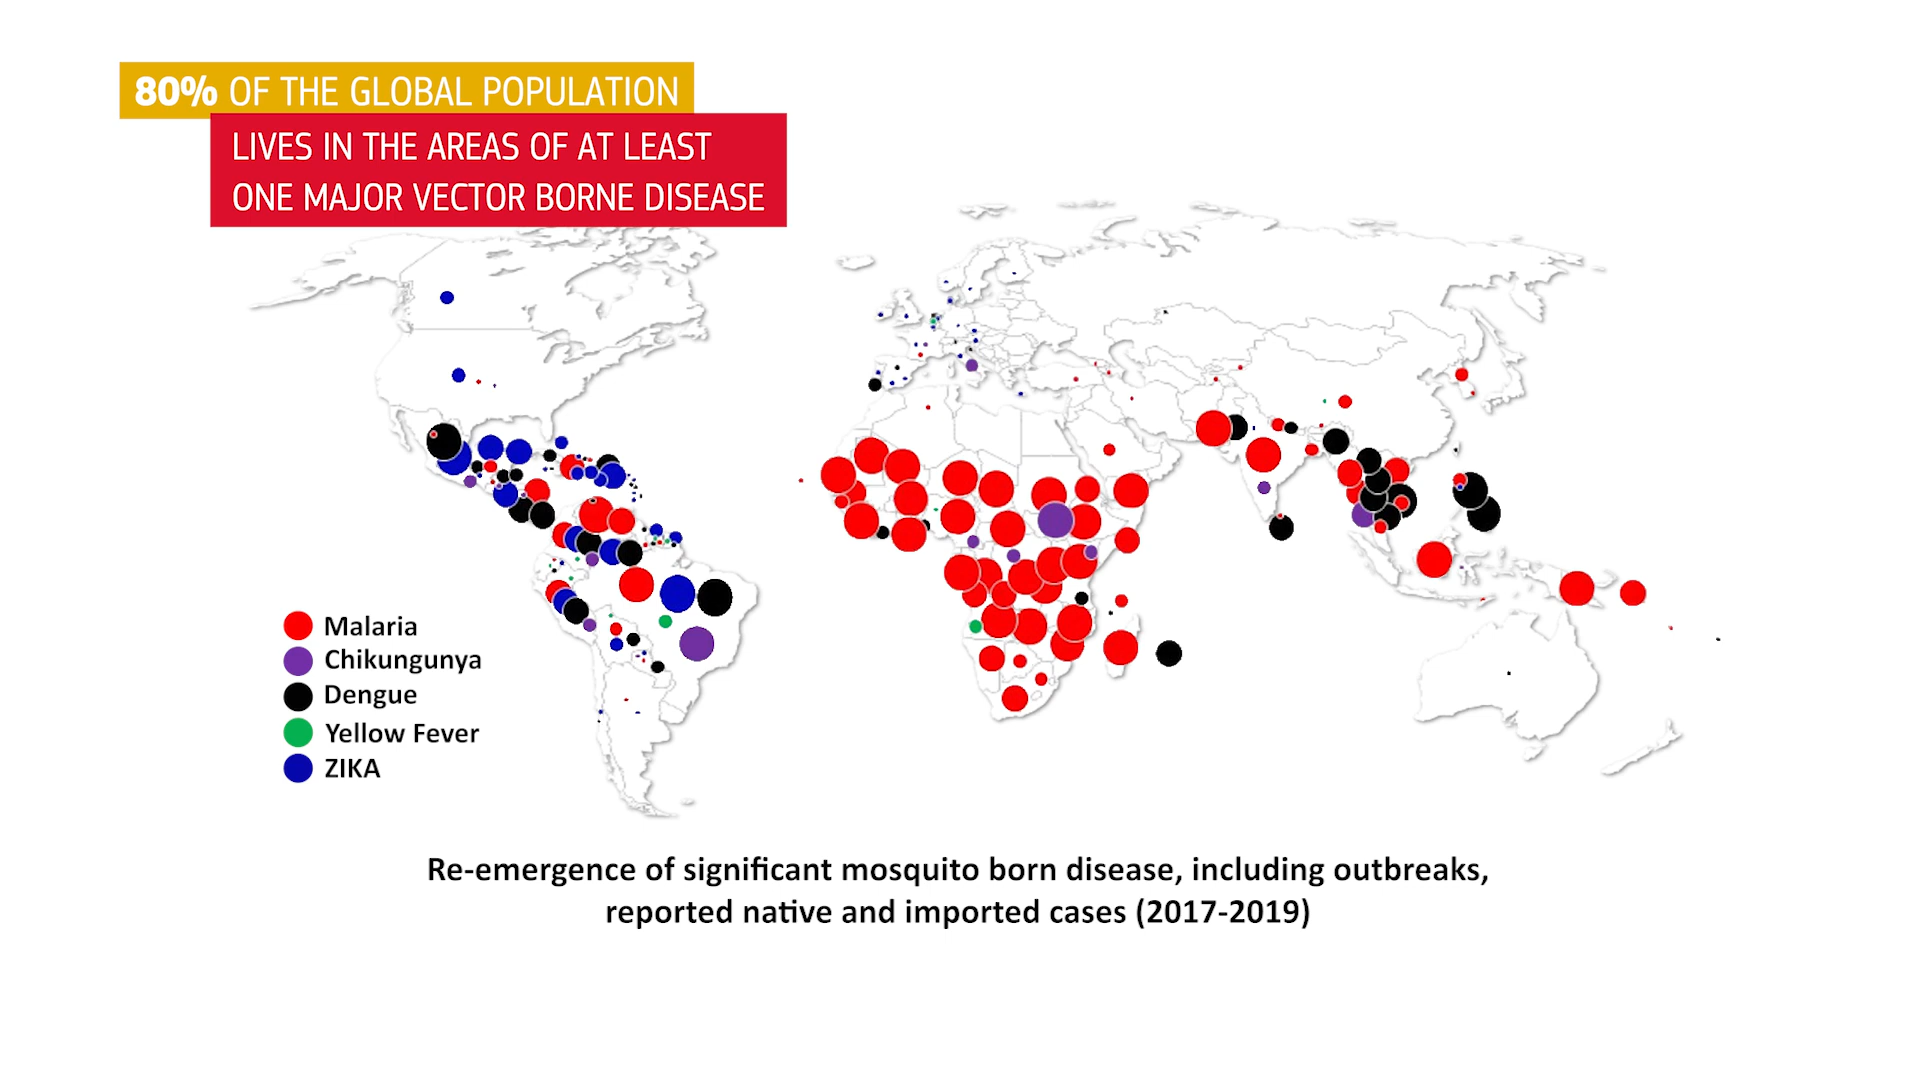 80% OF THE GLOBAL POPULATION
LIVES IN THE AREAS OF AT LEAST
ONE MAJOR VECTOR BORNE DISEASE
Malaria
Chikungunya
Dengue
Yellow Fever
ZIKA
Re-emergence of significant mosquito born disease, including outbreaks,
reported native and imported cases (2017-2019)